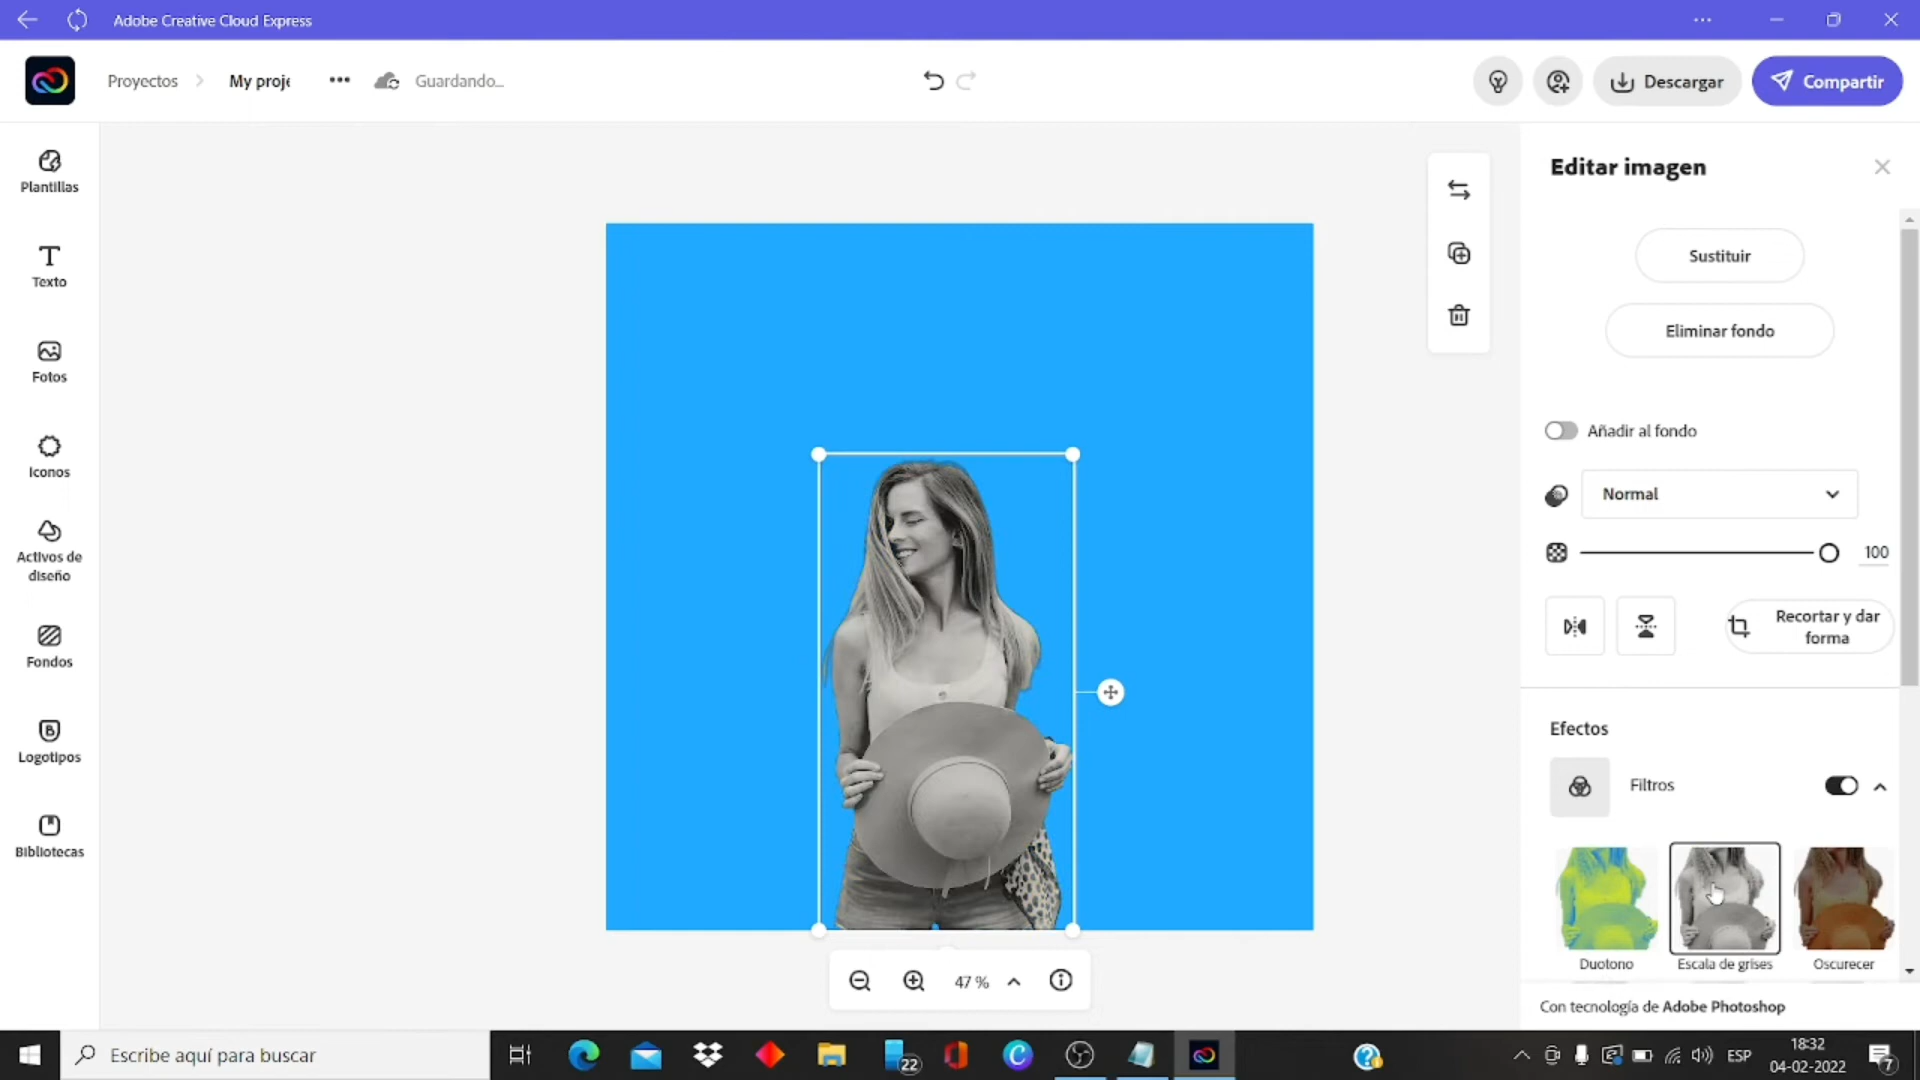 Adobe Creative Cloud Express
Proyectos
My proje
Guardando...
Descargar
Compartir
Plantillas
Texto
Fotos
Iconos
Activos de
diseño
Fondos
Logotipos
Bibliotecas
Editar imagen
Sustituir
Eliminar fondo
Añadir al fondo
Normal
100
Recortar y dar
forma
Efectos
Filtros
Duotono
Escala de grises
Oscurecer
Con tecnología de Adobe Photoshop
47 %
Escribe aquí para buscar
22
ESP
18:32
04-02-2022
7